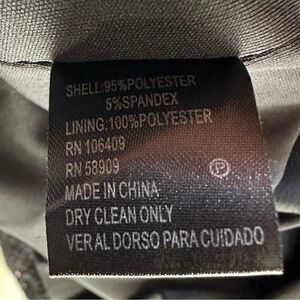 SHELL:95%POLYESTER
5%SPANDEX
LINING:100%POLYESTER
RN 106409
RN 58909
Ⓟ
MADE IN CHINA
DRY CLEAN ONLY
VER AL DORSO PARA CUIDADO